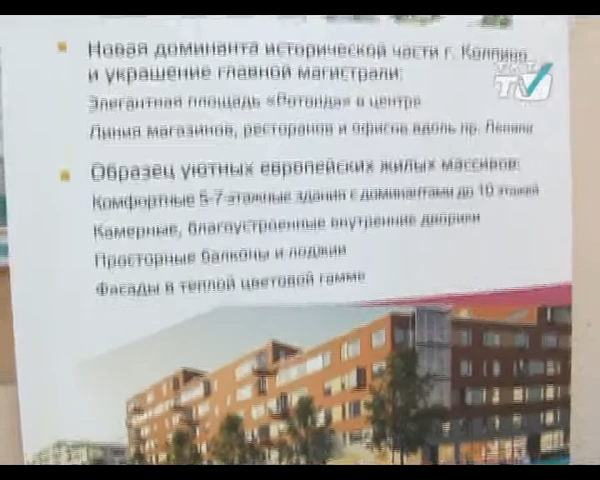 Новая доминанта исторической части г. Колпино
и украшение главной магистрали:
Элегантная площадь «Ротонда» в центре
Линия магазинов, ресторанов и офисов вдоль пр. Ленина
Образец уютных европейских жилых массивов:
Комфортные 5-7-этажные здания с доминантами до 10 этажей
Камерные, благоустроенные внутренние дворики
Просторные балконы и лоджии
Фасады в теплой цветовой гамме
TV